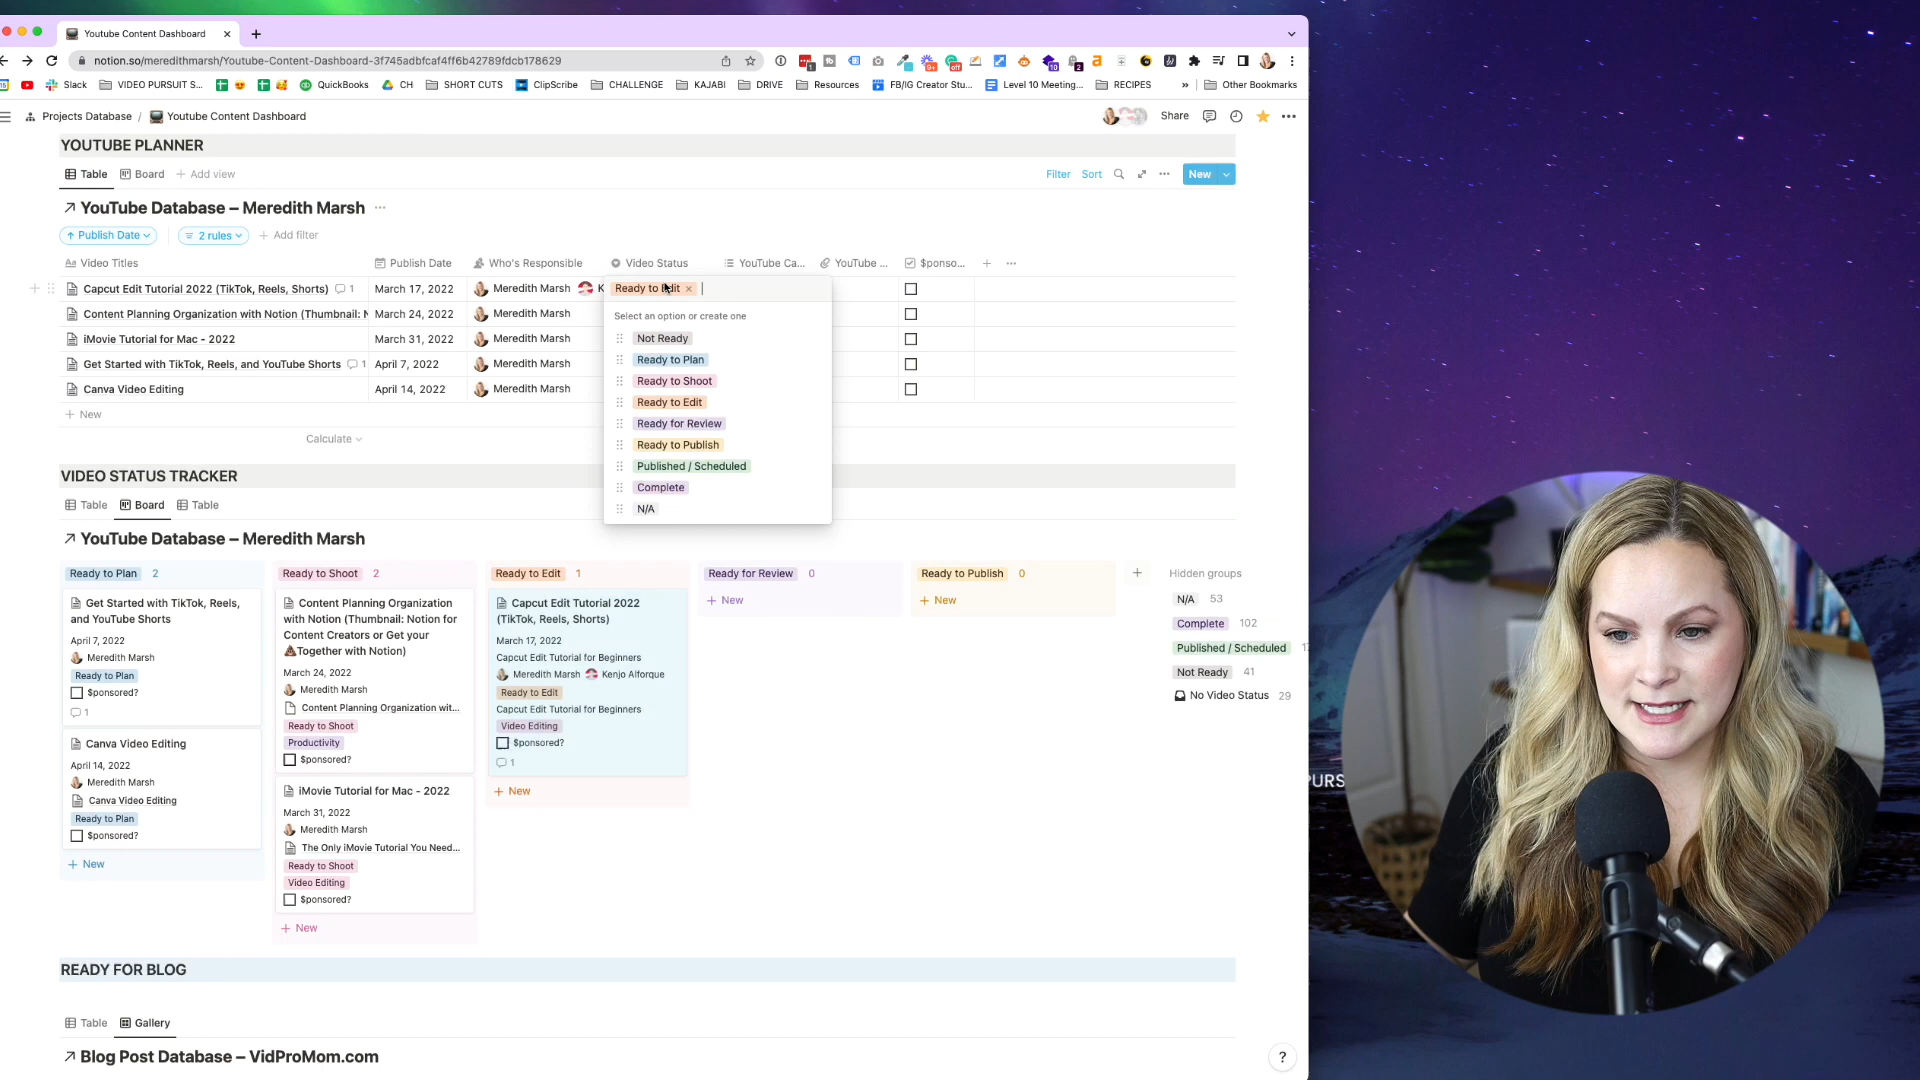 Youtube Content Dashboard
notion.so/meredithmarsh/Youtube-Content-Dashboard-3f745adbfcaf4ff6b42789fdcb178629
Slack VIDEO PURSUIT S... QuickBooks CH SHORT CUTS ClipScribe CHALLENGE KAJABI DRIVE Resources FB/IG Creator Stu... Level 10 Meeting... RECIPES » Other Bookmarks
Projects Database / Youtube Content Dashboard Share
YOUTUBE PLANNER
Table Board Add view Filter Sort New
YouTube Database – Meredith Marsh
Publish Date 2 rules Add filter
Video Titles Publish Date Who's Responsible Video Status YouTube Ca... YouTube ... $ponso...
Capcut Edit Tutorial 2022 (TikTok, Reels, Shorts) 1 March 17, 2022 Meredith Marsh K Ready to Edit
Content Planning Organization with Notion (Thumbnail: N March 24, 2022 Meredith Marsh
iMovie Tutorial for Mac - 2022 March 31, 2022 Meredith Marsh
Get Started with TikTok, Reels, and YouTube Shorts 1 April 7, 2022 Meredith Marsh
Canva Video Editing April 14, 2022 Meredith Marsh
New
Calculate
Select an option or create one
Not Ready
Ready to Plan
Ready to Shoot
Ready to Edit
Ready for Review
Ready to Publish
Published / Scheduled
Complete
N/A
VIDEO STATUS TRACKER
Table Board Table
YouTube Database – Meredith Marsh
Ready to Plan 2
Get Started with TikTok, Reels,
and YouTube Shorts
April 7, 2022
Meredith Marsh
Ready to Plan
$ponsored?
1
Canva Video Editing
April 14, 2022
Meredith Marsh
Canva Video Editing
Ready to Plan
$ponsored?
New
Ready to Shoot 2
Content Planning Organization
with Notion (Thumbnail: Notion for
Content Creators or Get your
Together with Notion)
March 24, 2022
Meredith Marsh
Content Planning Organization wit...
Ready to Shoot
Productivity
$ponsored?
iMovie Tutorial for Mac - 2022
March 31, 2022
Meredith Marsh
The Only iMovie Tutorial You Need...
Ready to Shoot
Video Editing
$ponsored?
New
Ready to Edit 1
Capcut Edit Tutorial 2022
(TikTok, Reels, Shorts)
March 17, 2022
Capcut Edit Tutorial for Beginners
Meredith Marsh Kenjo Alforque
Ready to Edit
Capcut Edit Tutorial for Beginners
Video Editing
$ponsored?
1
New
Ready for Review 0
New
Ready to Publish 0
New
Hidden groups
N/A 53
Complete 102
Published / Scheduled
Not Ready 41
No Video Status 29
PURS
READY FOR BLOG
Table Gallery
Blog Post Database – VidProMom.com
?